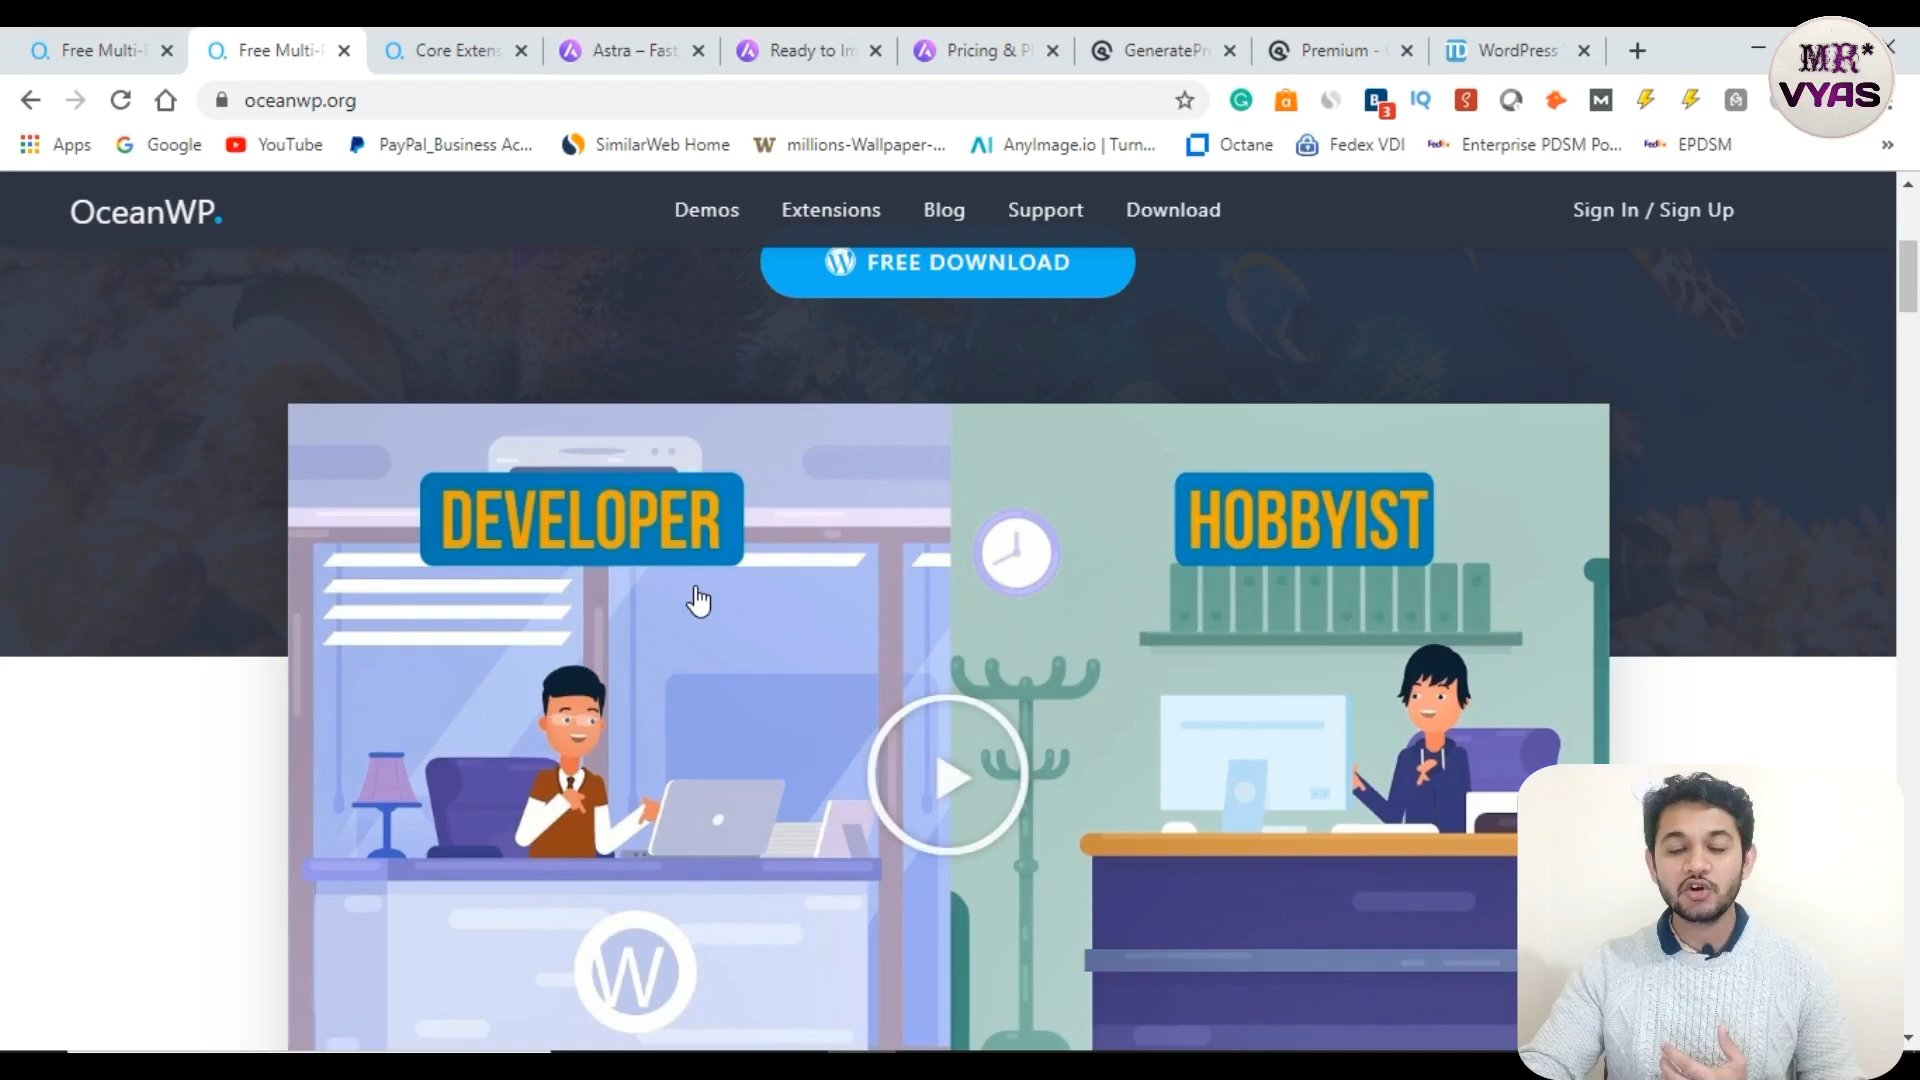 Free Multi-
Free Multi-P
Core Extens
Astra – Fast
Ready to Im
Pricing & P
GeneratePr
Premium -
WordPress
oceanwp.org
3
MR*
VYAS
Apps
Google
YouTube
PayPal_Business Ac...
SimilarWeb Home
millions-Wallpaper-...
AnyImage.io | Turn...
Octane
Fedex VDI
Enterprise PDSM Po...
EPDSM
OceanWP.
Demos
Extensions
Blog
Support
Download
Sign In / Sign Up
FREE DOWNLOAD
DEVELOPER
HOBBYIST